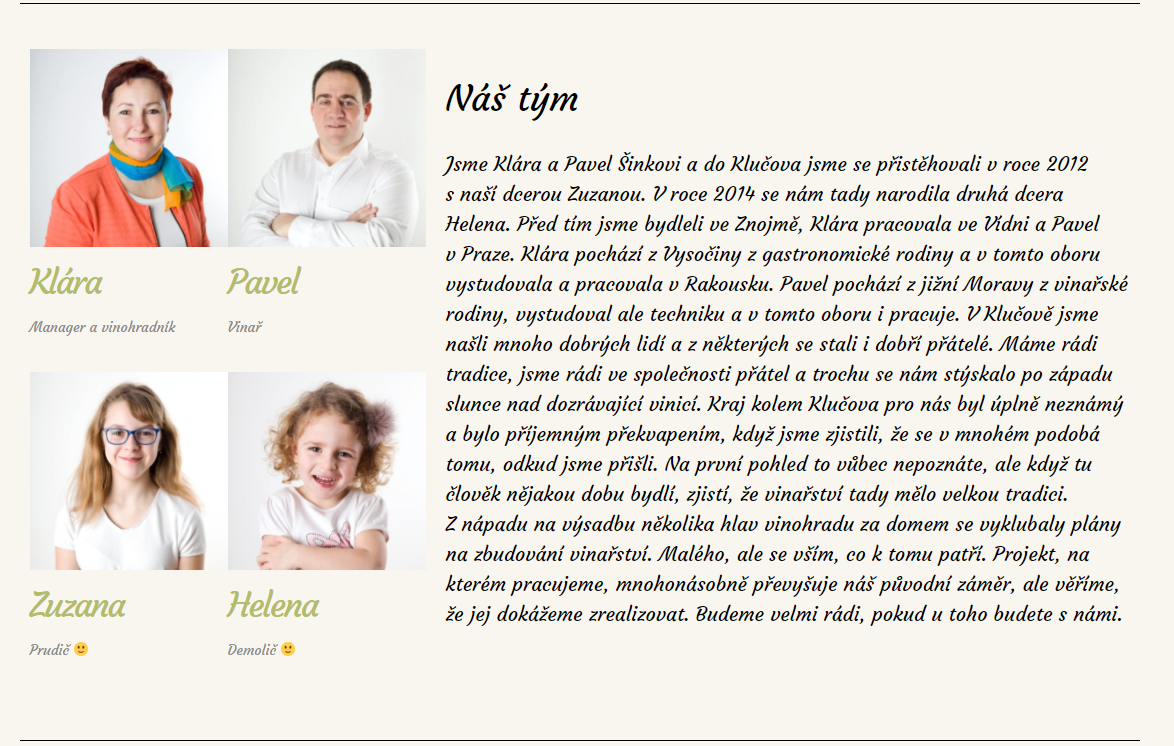 Klára
Manager a vinohradník
Pavel
Vinař
Zuzana
Prudič 🙂
Helena
Demolič 🙂
Náš tým
Jsme Klára a Pavel Šinkovi a do Klučova jsme se přistěhovali v roce 2012
s naší dcerou Zuzanou. V roce 2014 se nám tady narodila druhá dcera
Helena. Před tím jsme bydleli ve Znojmě, Klára pracovala ve Vídni a Pavel
v Praze. Klára pochází z Vysočiny z gastronomické rodiny a v tomto oboru
vystudovala a pracovala v Rakousku. Pavel pochází z jižní Moravy z vinařské
rodiny, vystudoval ale techniku a v tomto oboru i pracuje. V Klučově jsme
našli mnoho dobrých lidí a z některých se stali i dobří přátelé. Máme rádi
tradice, jsme rádi ve společnosti přátel a trochu se nám stýskalo po západu
slunce nad dozrávající vinicí. Kraj kolem Klučova pro nás byl úplně neznámý
a bylo příjemným překvapením, když jsme zjistili, že se v mnohém podobá
tomu, odkud jsme přišli. Na první pohled to vůbec nepoznáte, ale když tu
člověk nějakou dobu bydlí, zjistí, že vinařství tady mělo velkou tradici.
Z nápadu na výsadbu několika hlav vinohradu za domem se vyklubaly plány
na zbudování vinařství. Malého, ale se vším, co k tomu patří. Projekt, na
kterém pracujeme, mnohonásobně převyšuje náš původní záměr, ale věříme,
že jej dokážeme zrealizovat. Budeme velmi rádi, pokud u toho budete s námi.